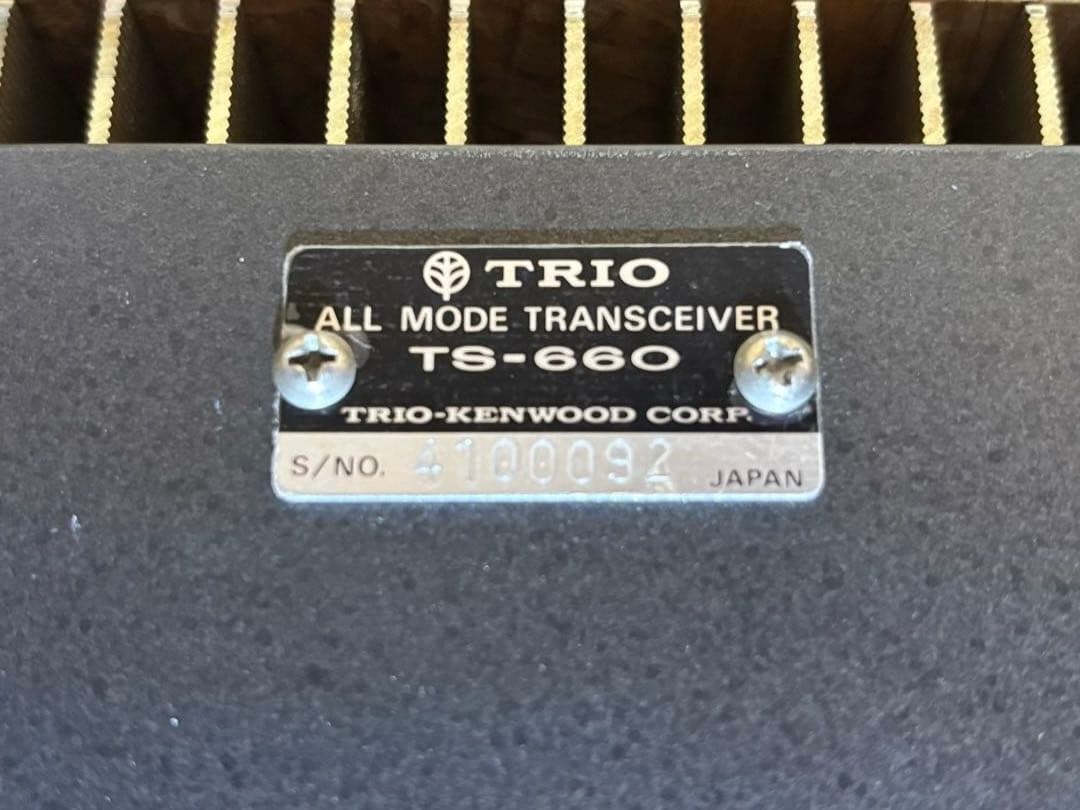 TRIO
ALL MODE TRANSCEIVER
TS-660
TRIO-KENWOOD CORP.
S/NO. 4100092 JAPAN